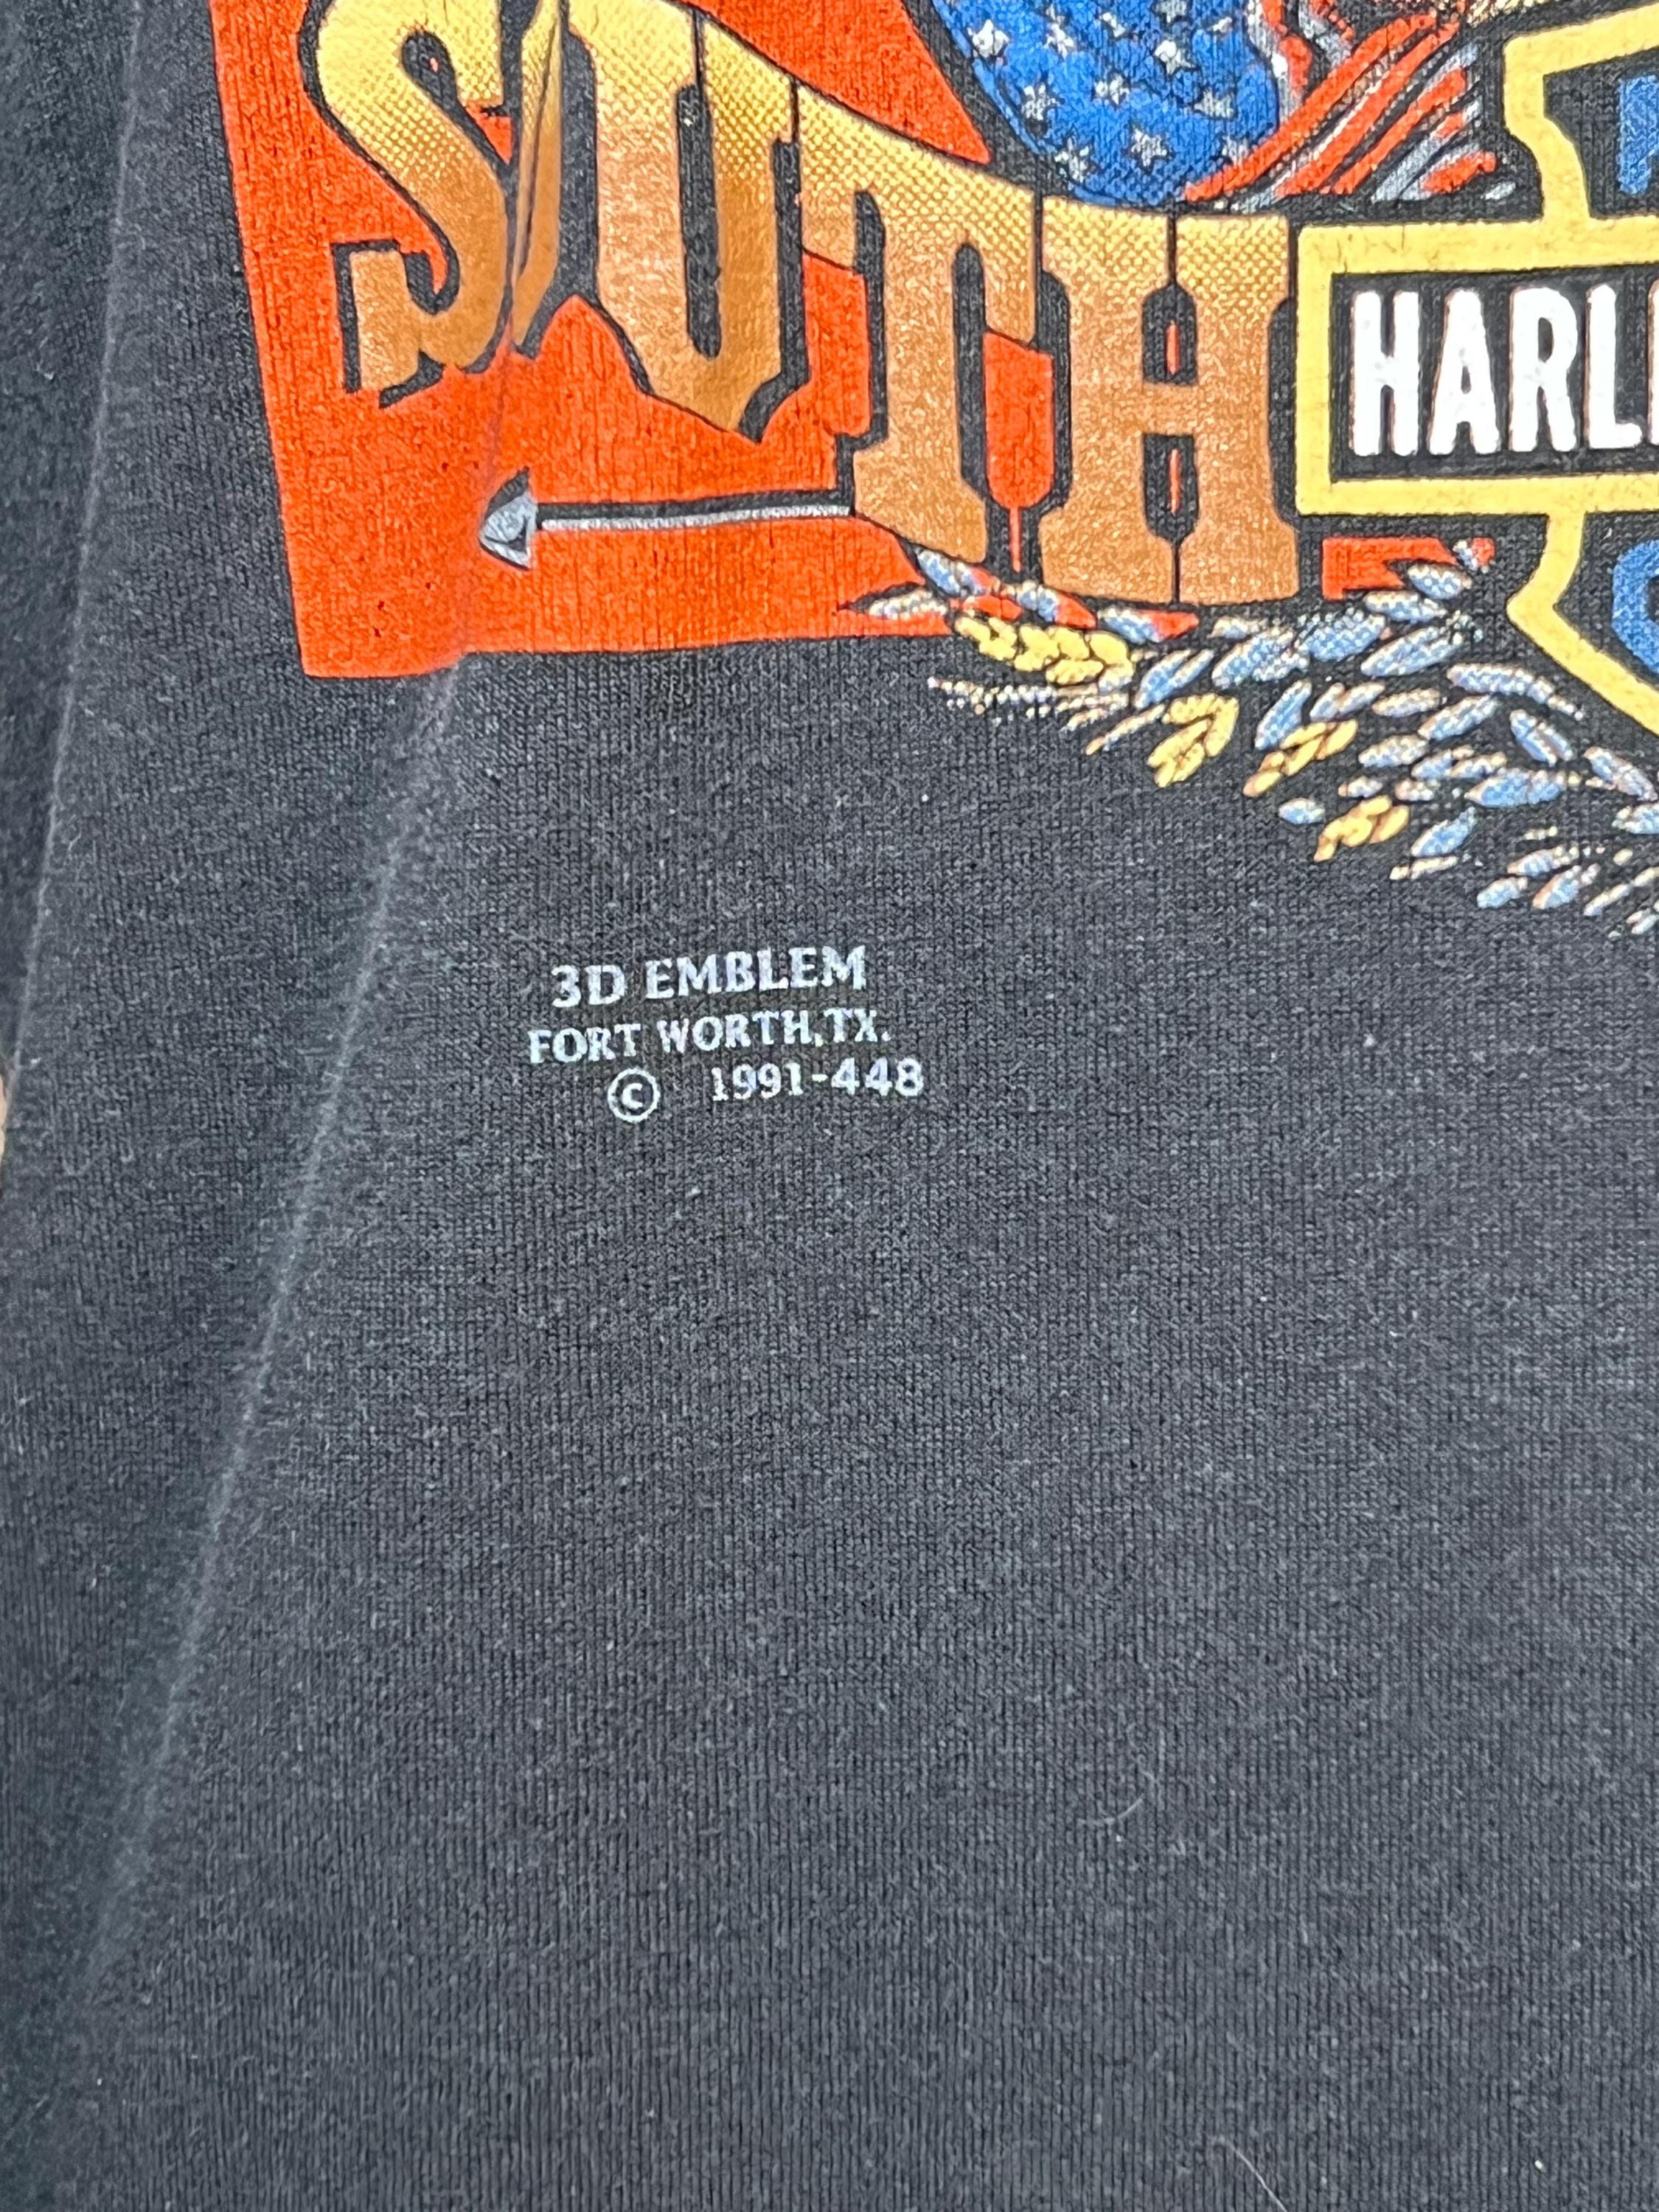 SOUTH
HARL
3D EMBLEM
FORT WORTH, TX.
© 1991-448